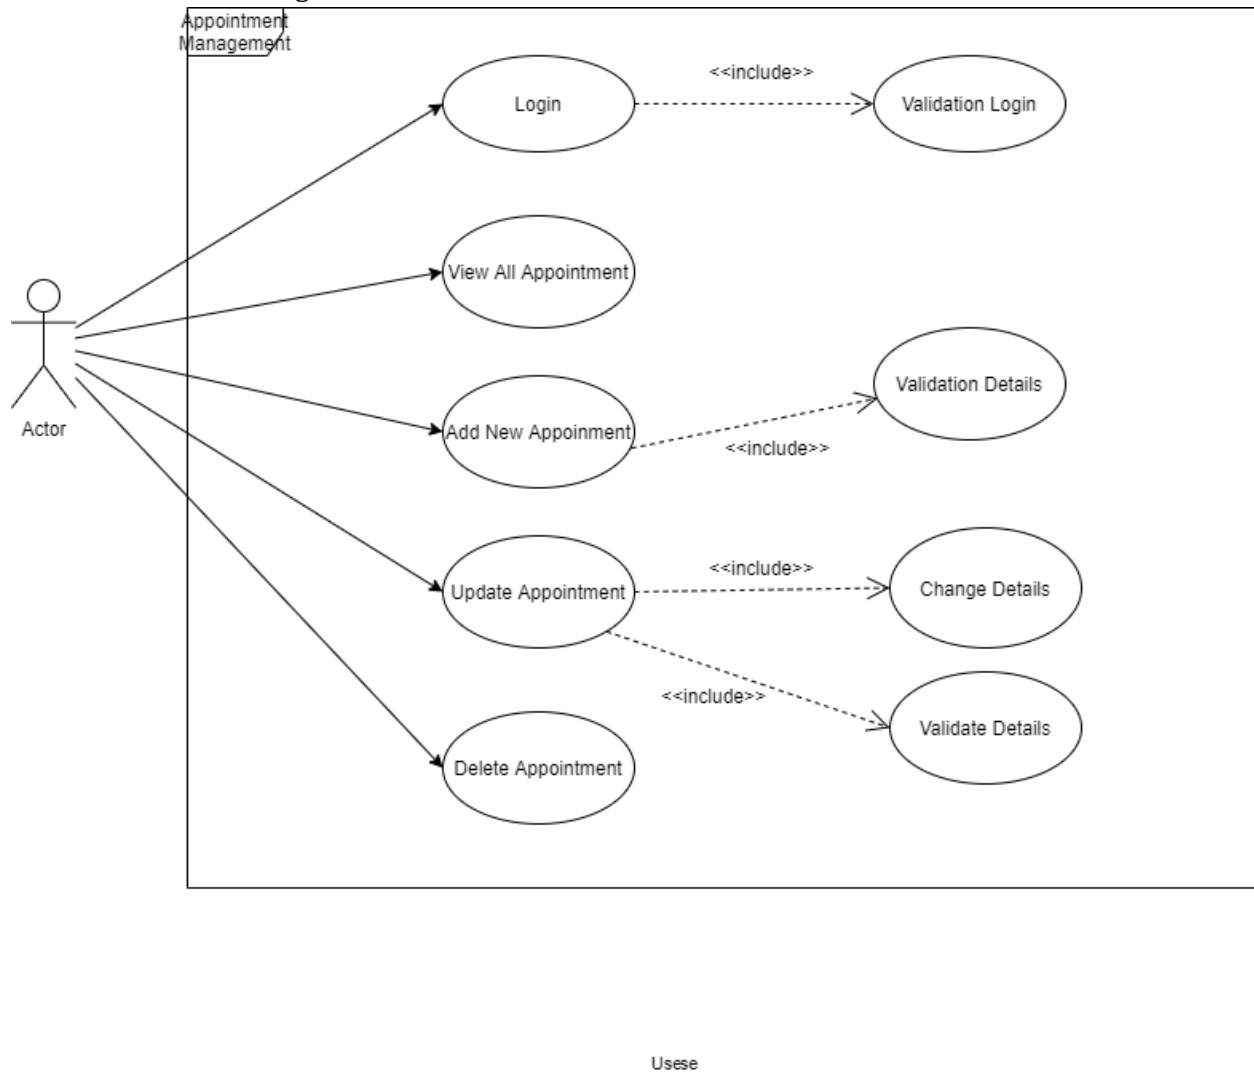 Appointment
Management
<<include>>
Login
Validation Login
View All Appointment
Validation Details
Actor
Add New Appoinment
<<include>>
<<include>>
Update Appointment
Change Details
<<include>>
Validate Details
Delete Appointment
Usese